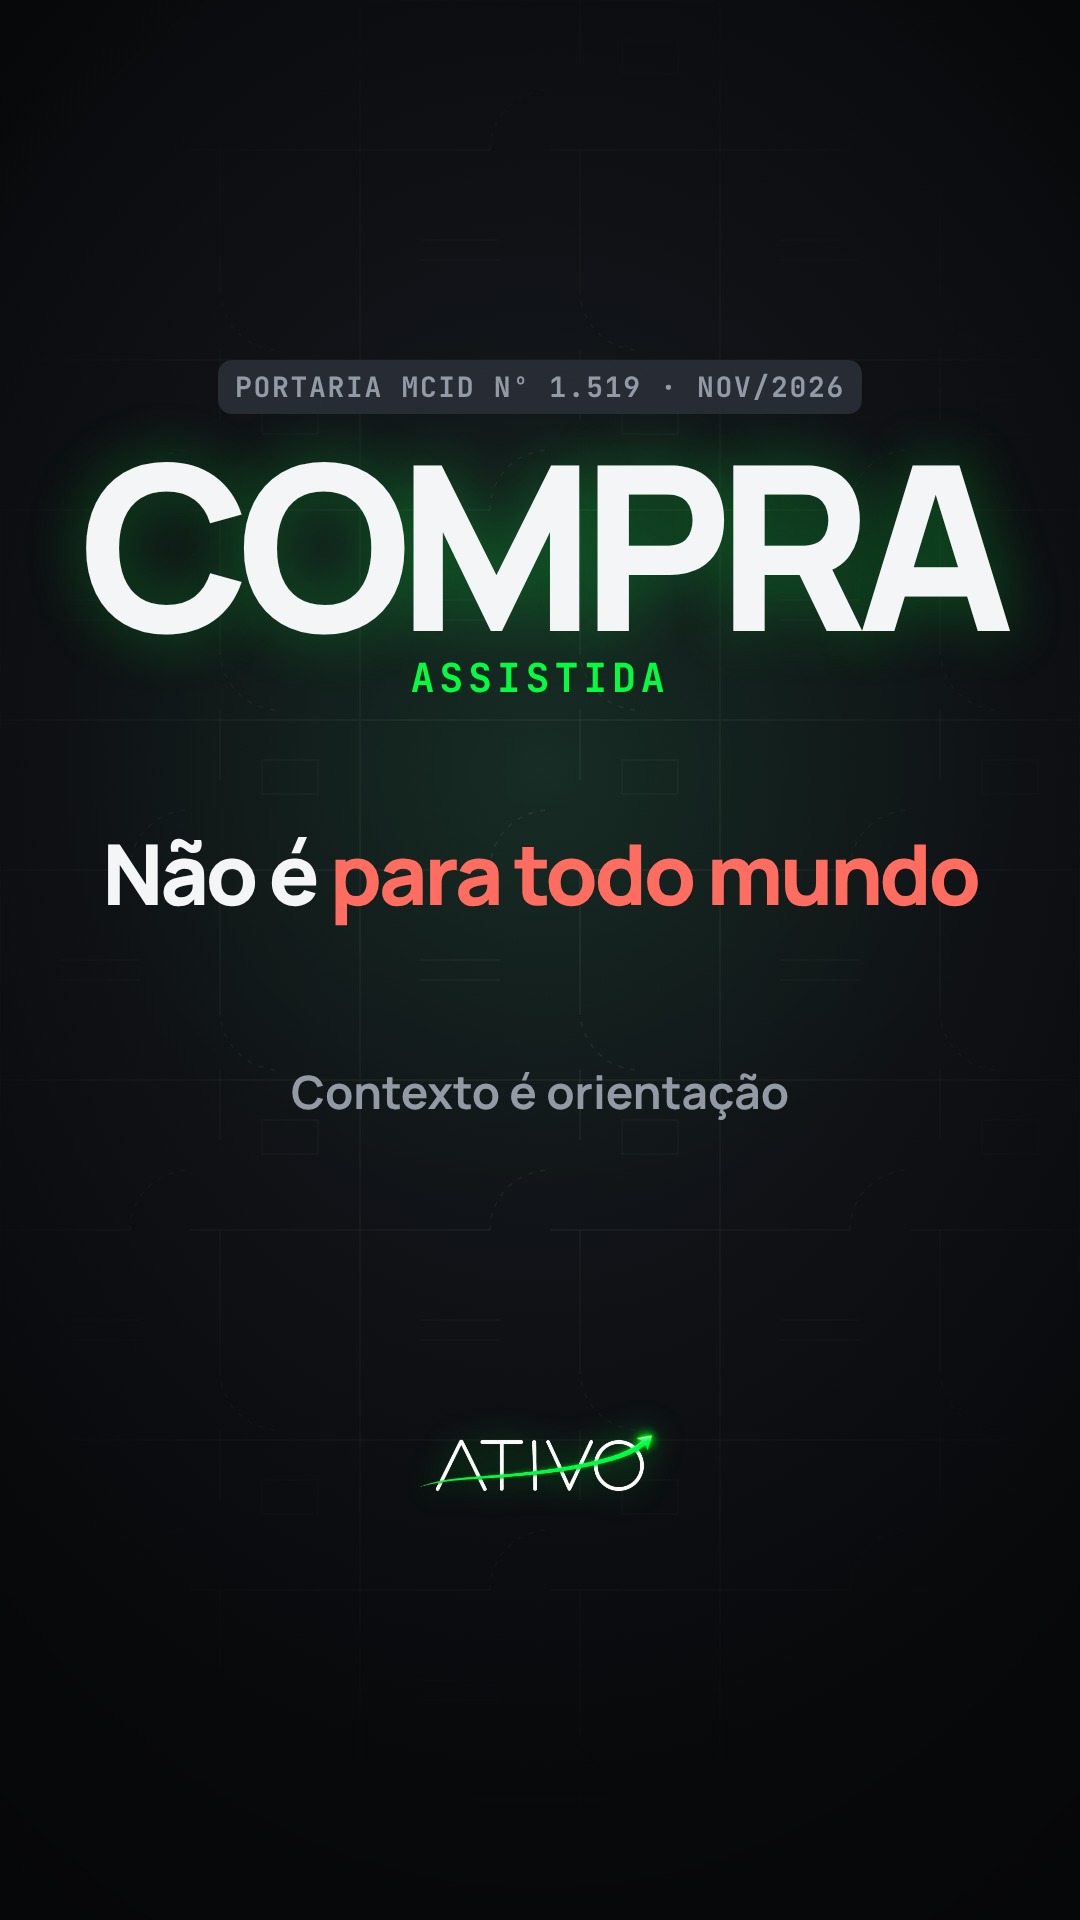 PORTARIA MCID Nº 1.519 · NOV/2026
COMPRA
ASSISTIDA
Não é para todo mundo
Contexto é orientação
ATIVO